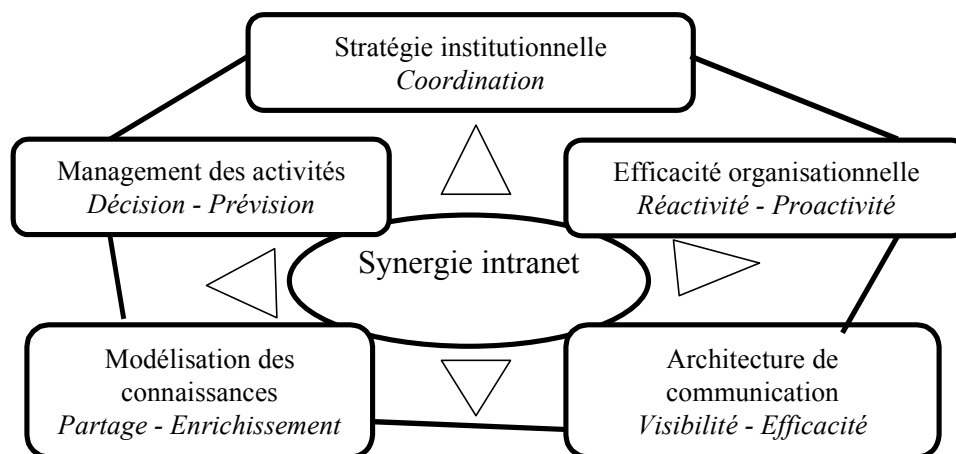 Stratégie institutionnelle
Coordination
Management des activités
Décision - Prévision
Efficacité organisationnelle
Réactivité - Proactivité
Synergie intranet
Modélisation des
connaissances
Partage - Enrichissement
Architecture de
communication
Visibilité - Efficacité